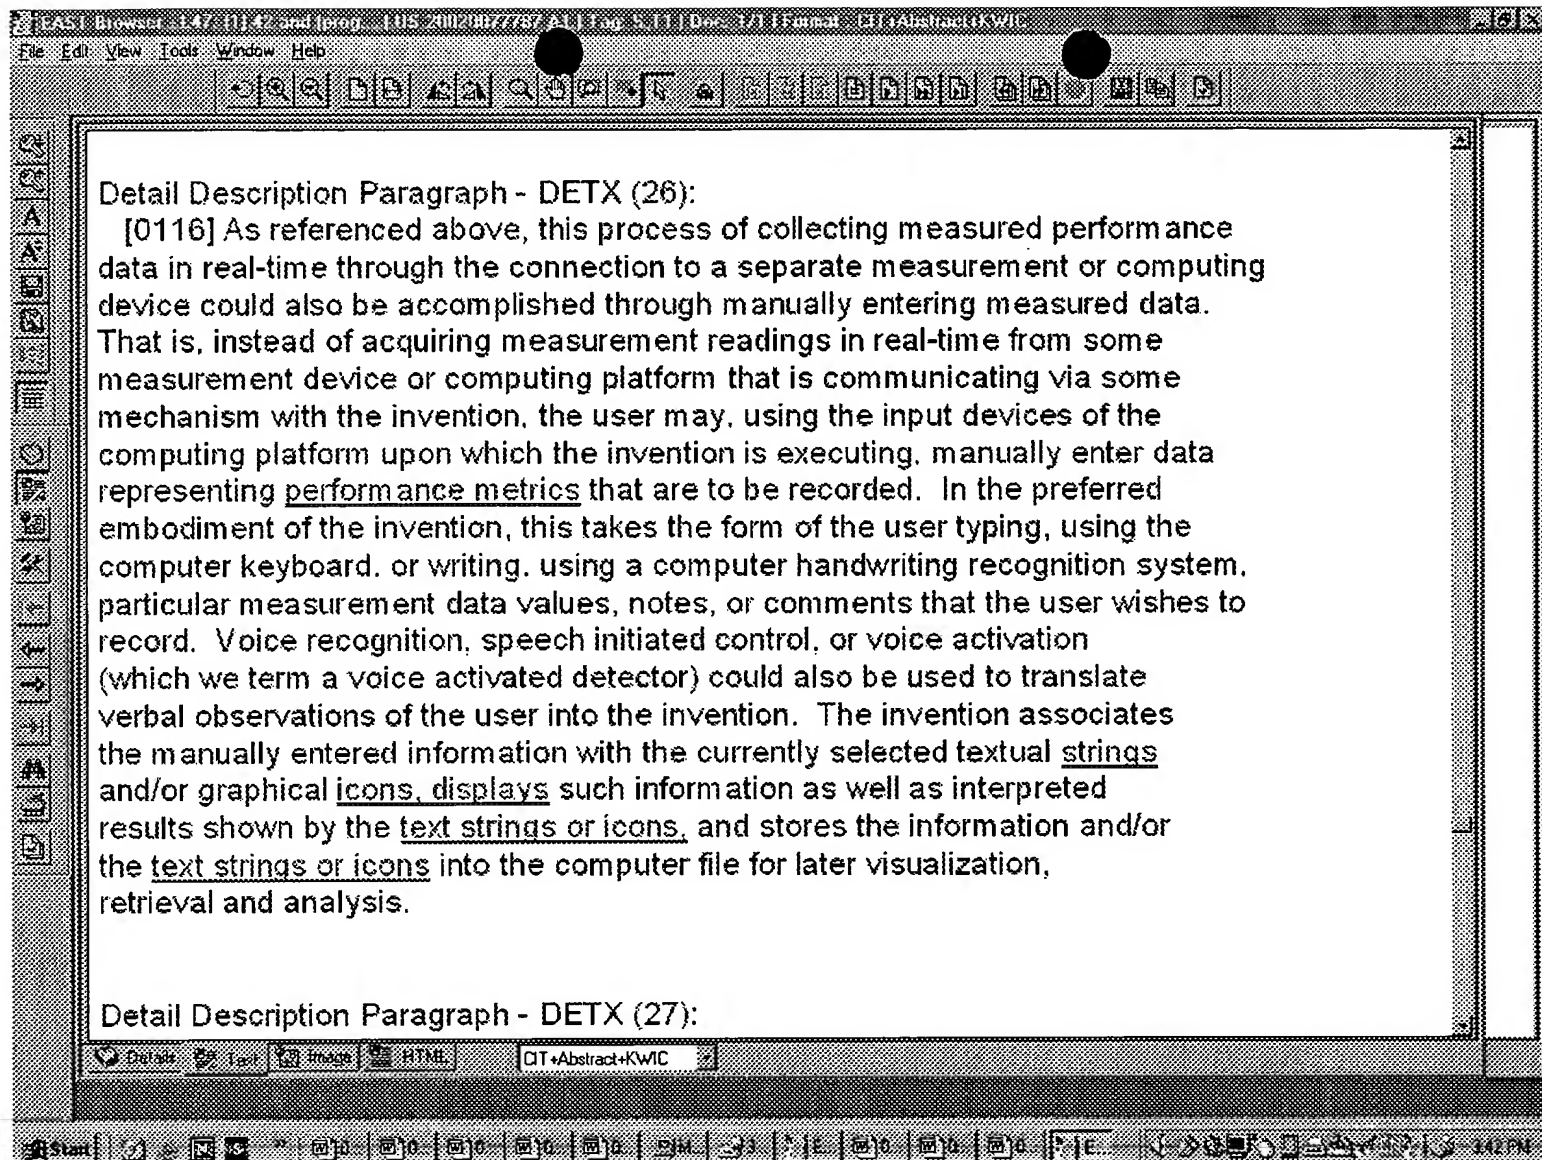 File Edit View Tools Window Help
Detail Description Paragraph - DETX (26):
[0116] As referenced above, this process of collecting measured performance
data in real-time through the connection to a separate measurement or computing
device could also be accomplished through manually entering measured data.
That is, instead of acquiring measurement readings in real-time from some
measurement device or computing platform that is communicating via some
mechanism with the invention, the user may, using the input devices of the
computing platform upon which the invention is executing, manually enter data
representing performance metrics that are to be recorded.  In the preferred
embodiment of the invention, this takes the form of the user typing, using the
computer keyboard, or writing, using a computer handwriting recognition system,
particular measurement data values, notes, or comments that the user wishes to
record.  Voice recognition, speech initiated control, or voice activation
(which we term a voice activated detector) could also be used to translate
verbal observations of the user into the invention.  The invention associates
the manually entered information with the currently selected textual strings
and/or graphical icons, displays such information as well as interpreted
results shown by the text strings or icons, and stores the information and/or
the text strings or icons into the computer file for later visualization,
retrieval and analysis.
Detail Description Paragraph - DETX (27):
Details Text Image HTML CIT+Abstract+KWIC
Start 3:42 PM